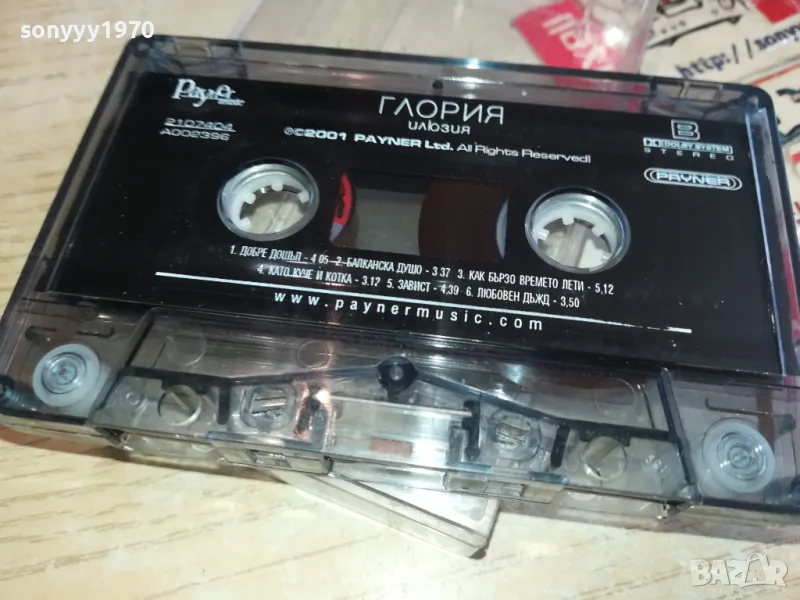 sonyyy1970
Payner
music
2107404
A002396
ГЛОРИЯ
илюзия
℗©2001 PAYNER Ltd. All Rights Reserved!
B
DOLBY SYSTEM
STEREO
PAYNER
1. ДОБРЕ ДОШЪЛ - 4 05 2. БАЛКАНСКА ДУШО - 3 37 3. КАК БЪРЗО ВРЕМЕТО ЛЕТИ - 5,12
4. КАТО КУЧЕ И КОТКА - 3.12 5. ЗАВИСТ - 4,39 6. ЛЮБОВЕН ДЪЖД - 3,50
www.paynermusic.com
BAZAR